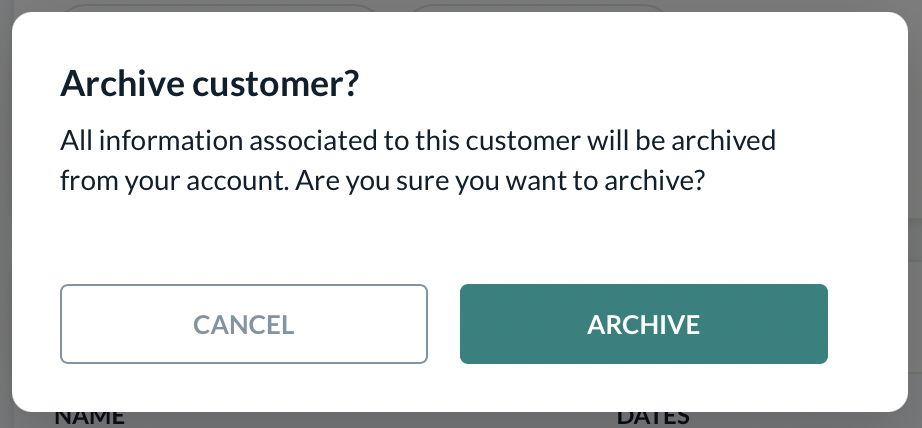 Archive customer?
All information associated to this customer will be archived
from your account. Are you sure you want to archive?
CANCEL
ARCHIVE
NAME
DATES